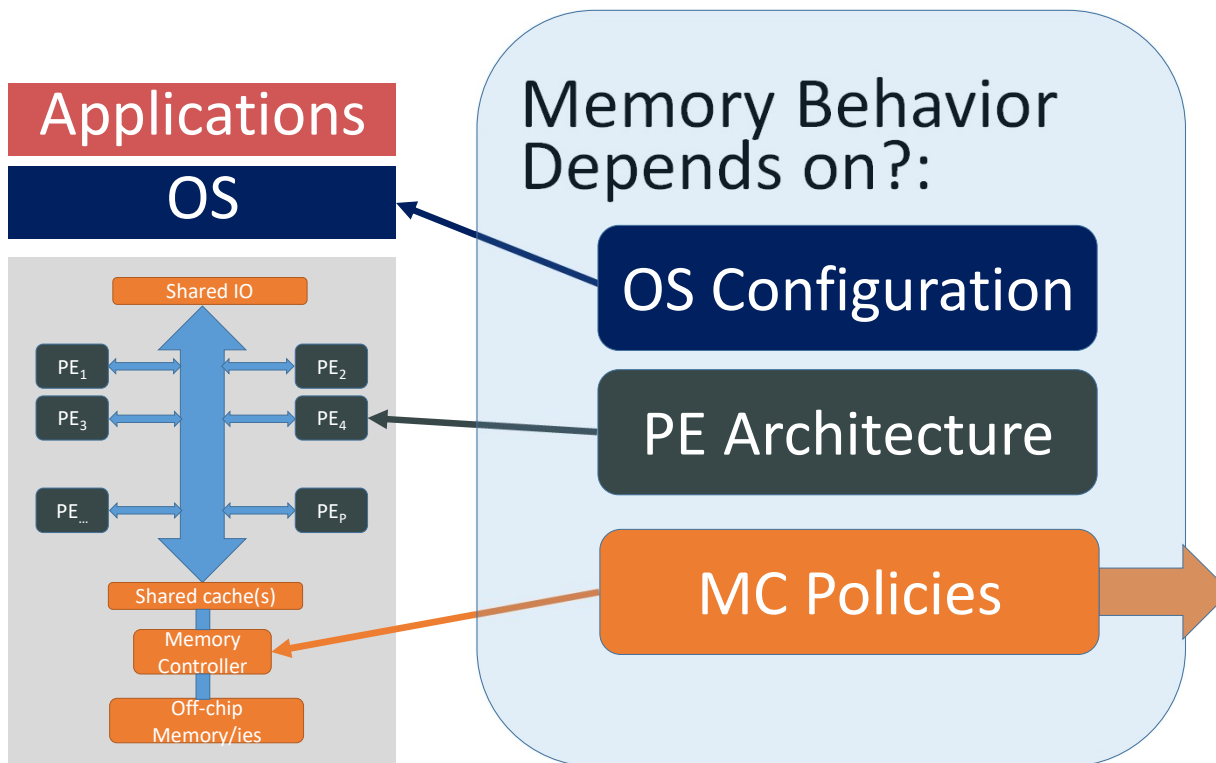 Applications
OS
Shared IO
PE1
PE2
PE3
PE4
PE...
PEP
Shared cache(s)
Memory
Controller
Off-chip
Memory/ies
Memory Behavior
Depends on?:
OS Configuration
PE Architecture
MC Policies